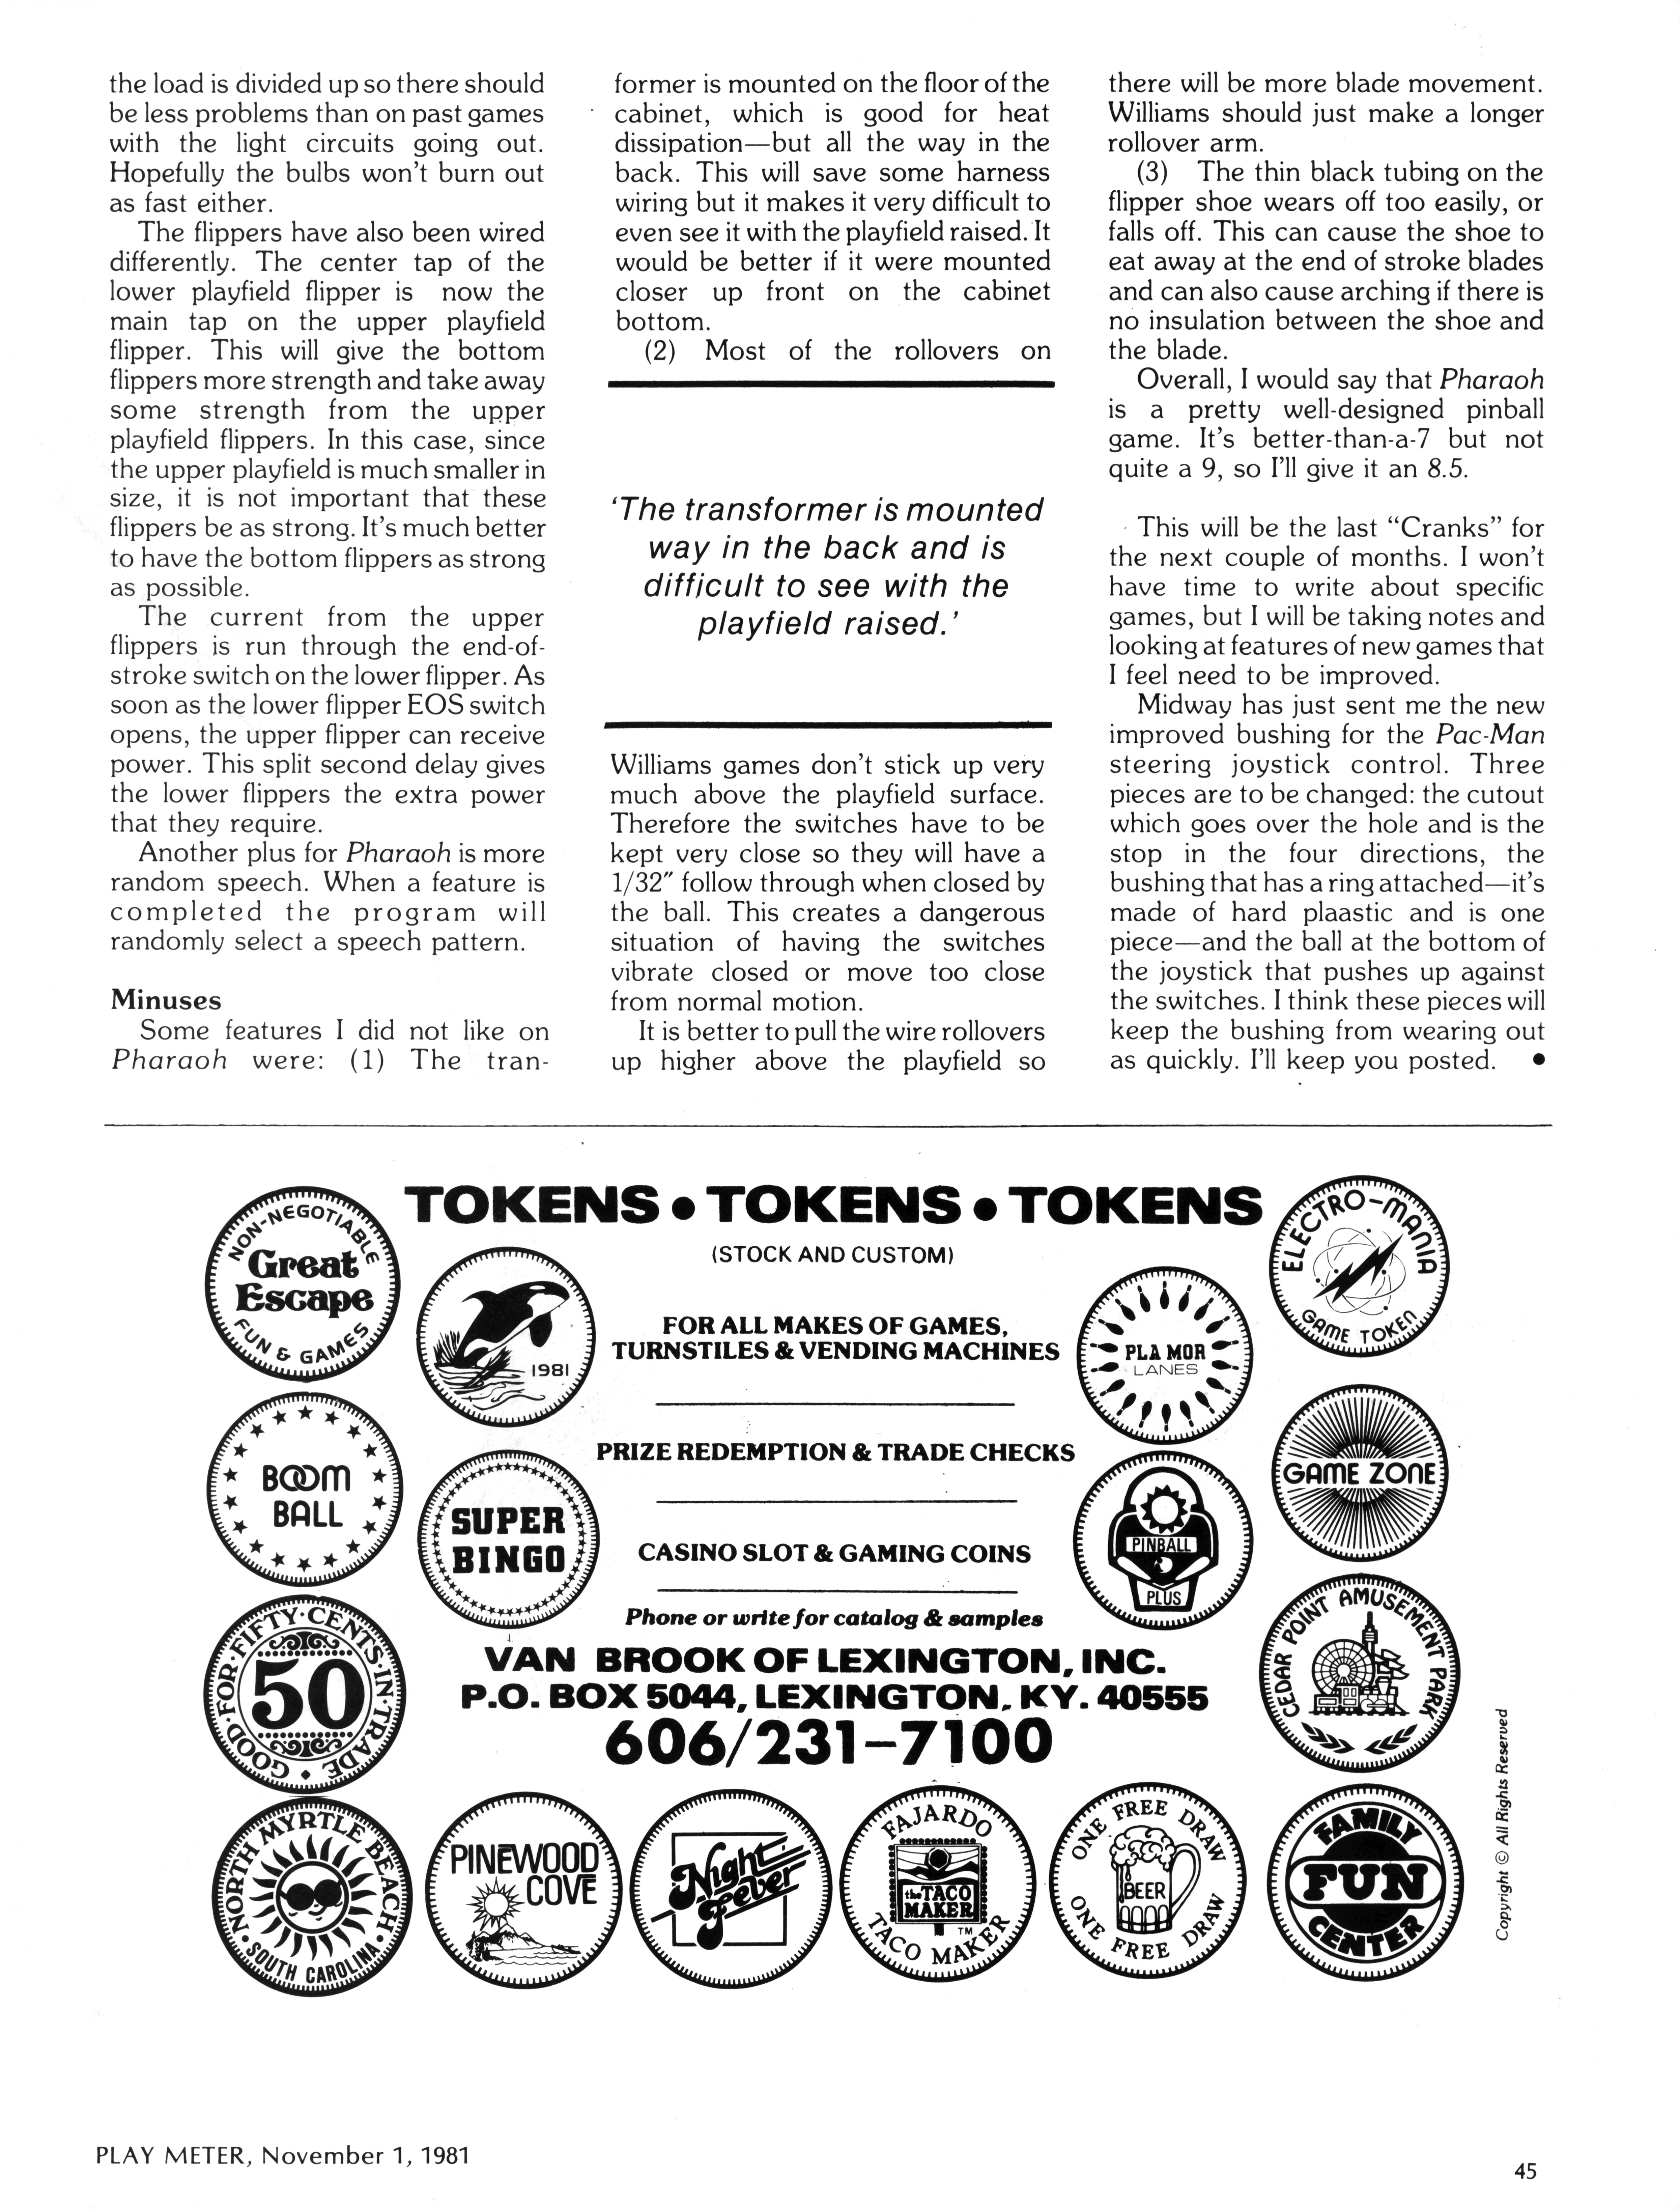 the load is divided up so there should
be less problems than on past games
with the light circuits going out.
Hopefully the bulbs won't burn out
as fast either.
The flippers have also been wired
differently. The center tap of the
lower playfield flipper is now the
main tap on the upper playfield
flipper. This will give the bottom
flippers more strength and take away
some strength from the upper
playfield flippers. In this case, since
the upper playfield is much smaller in
size, it is not important that these
flippers be as strong. It's much better
to have the bottom flippers as strong
as possible.
The current from the upper
flippers is run through the end-of-
stroke switch on the lower flipper. As
soon as the lower flipper EOS switch
opens, the upper flipper can receive
power. This split second delay gives
the lower flippers the extra power
that they require.
Another plus for Pharaoh is more
random speech. When a feature is
completed the program will
randomly select a speech pattern.
Minuses
Some features I did not like on
Pharaoh were: (1) The tran-
former is mounted on the floor of the
cabinet, which is good for heat
dissipation—but all the way in the
back. This will save some harness
wiring but it makes it very difficult to
even see it with the playfield raised. It
would be better if it were mounted
closer up front on the cabinet
bottom.
(2) Most of the rollovers on
'The transformer is mounted
way in the back and is
difficult to see with the
playfield raised.'
Williams games don't stick up very
much above the playfield surface.
Therefore the switches have to be
kept very close so they will have a
1/32" follow through when closed by
the ball. This creates a dangerous
situation of having the switches
vibrate closed or move too close
from normal motion.
It is better to pull the wire rollovers
up higher above the playfield so
there will be more blade movement.
Williams should just make a longer
rollover arm.
(3) The thin black tubing on the
flipper shoe wears off too easily, or
falls off. This can cause the shoe to
eat away at the end of stroke blades
and can also cause arching if there is
no insulation between the shoe and
the blade.
Overall, I would say that Pharaoh
is a pretty well-designed pinball
game. It's better-than-a-7 but not
quite a 9, so I'll give it an 8.5.
This will be the last "Cranks" for
the next couple of months. I won't
have time to write about specific
games, but I will be taking notes and
looking at features of new games that
I feel need to be improved.
Midway has just sent me the new
improved bushing for the Pac-Man
steering joystick control. Three
pieces are to be changed: the cutout
which goes over the hole and is the
stop in the four directions, the
bushing that has a ring attached—it's
made of hard plaastic and is one
piece—and the ball at the bottom of
the joystick that pushes up against
the switches. I think these pieces will
keep the bushing from wearing out
as quickly. I'll keep you posted. •
TOKENS • TOKENS • TOKENS
(STOCK AND CUSTOM)
FOR ALL MAKES OF GAMES,
TURNSTILES & VENDING MACHINES
PRIZE REDEMPTION & TRADE CHECKS
CASINO SLOT & GAMING COINS
Phone or write for catalog & samples
VAN BROOK OF LEXINGTON, INC.
P.O. BOX 5044, LEXINGTON, KY. 40555
606/231-7100
NON-NEGOTIABLE
Great
Escape
FUN & GAMES
1981
BOOM
BALL
SUPER
BINGO
GOOD·FOR·FIFTY·CENTS·IN·TRADE
50
PLA MOR
LANES
ELECTRO-MANIA
GAME TOKEN
GAME ZONE
PINBALL
PLUS
CEDAR POINT AMUSEMENT PARK
NORTH MYRTLE BEACH
SOUTH CAROLINA
PINEWOOD
COVE
Night
Fever
FAJARDO
the TACO
MAKER
TM
TACO MAKER
ONE FREE DRAW
BEER
ONE FREE DRAW
FAMILY
FUN
CENTER
Copyright © All Rights Reserved
PLAY METER, November 1, 1981
45